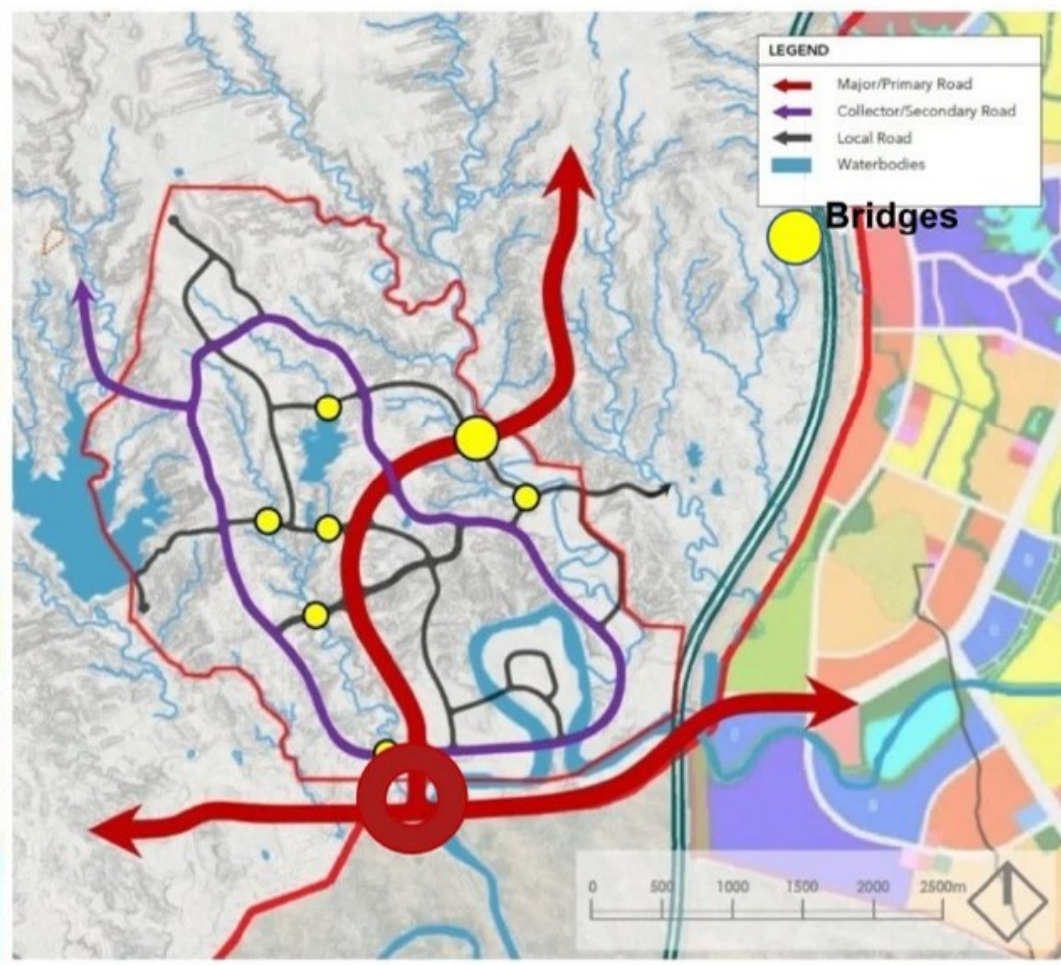 LEGEND
Major/Primary Road
Collector/Secondary Road
Local Road
Waterbodies
Bridges
0 500 1000 1500 2000 2500m